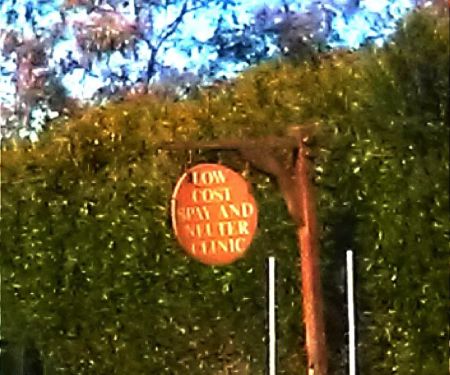 LOW
COST
SPAY AND
NEUTER
CLINIC